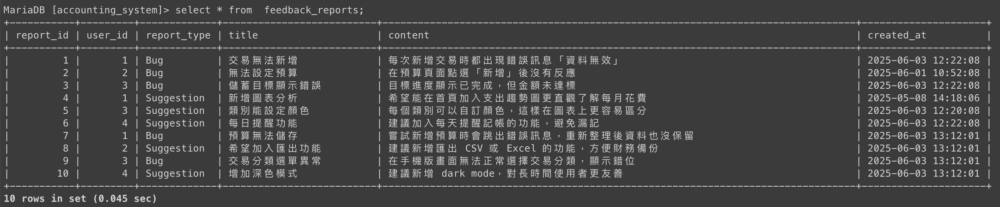 MariaDB [accounting_system]> select * from  feedback_reports;
+-----------+---------+-------------+--------------------------+--------------------------------------------------------------------------------+---------------------+
| report_id | user_id | report_type | title                    | content                                                                        | created_at          |
+-----------+---------+-------------+--------------------------+--------------------------------------------------------------------------------+---------------------+
|         1 |       1 | Bug         | 交易無法新增 | 每次新增交易時都出現錯誤訊息「資料無效」 | 2025-06-03 12:22:08 |
|         2 |       2 | Bug         | 無法設定預算 | 在預算頁面點選「新增」後沒有反應 | 2025-06-01 10:52:08 |
|         3 |       3 | Bug         | 儲蓄目標顯示錯誤 | 目標進度顯示已完成，但金額未達標 | 2025-06-03 12:22:08 |
|         4 |       1 | Suggestion  | 新增圖表分析 | 希望能在首頁加入支出趨勢圖更直觀了解每月花費 | 2025-05-08 14:18:06 |
|         5 |       3 | Suggestion  | 類別能設定顏色 | 每個類別可以自訂顏色，這樣在圖表上更容易區分 | 2025-06-03 12:20:08 |
|         6 |       4 | Suggestion  | 每日提醒功能 | 建議加入每天提醒記帳的功能，避免漏記 | 2025-06-03 12:22:08 |
|         7 |       1 | Bug         | 預算無法儲存 | 嘗試新增預算時會跳出錯誤訊息，重新整理後資料也沒保留 | 2025-06-03 13:12:01 |
|         8 |       2 | Suggestion  | 希望加入匯出功能 | 建議新增匯出 CSV 或 Excel 的功能，方便財務備份 | 2025-06-03 13:12:01 |
|         9 |       3 | Bug         | 交易分類選單異常 | 在手機版畫面無法正常選擇交易分類，顯示錯位 | 2025-06-03 13:12:01 |
|        10 |       4 | Suggestion  | 增加深色模式 | 建議新增 dark mode，對長時間使用者更友善 | 2025-06-03 13:12:01 |
+-----------+---------+-------------+--------------------------+--------------------------------------------------------------------------------+---------------------+
10 rows in set (0.045 sec)